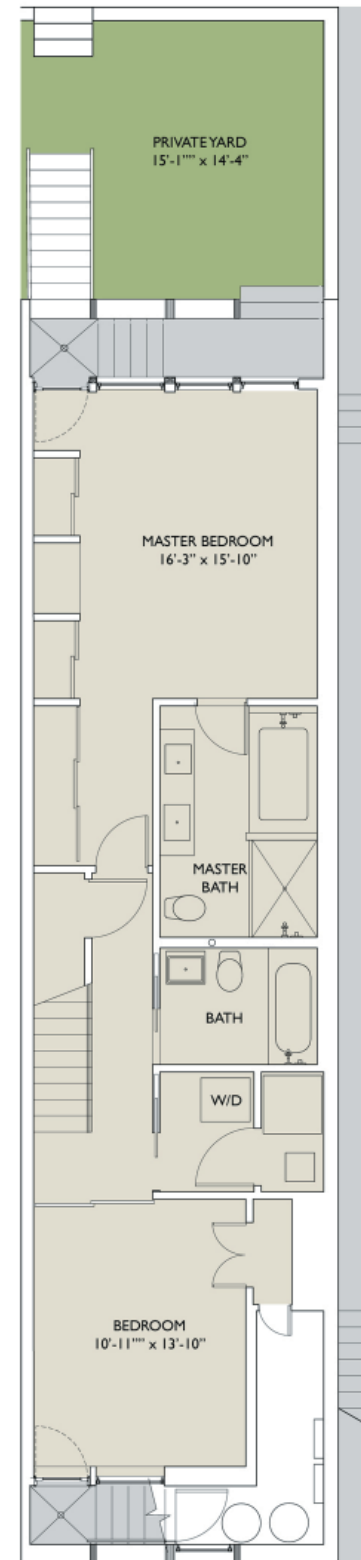 PRIVATE YARD
15'-1"" x 14'-4"
MASTER BEDROOM
16'-3" x 15'-10"
MASTER
BATH
BATH
W/D
BEDROOM
10'-11"" x 13'-10"